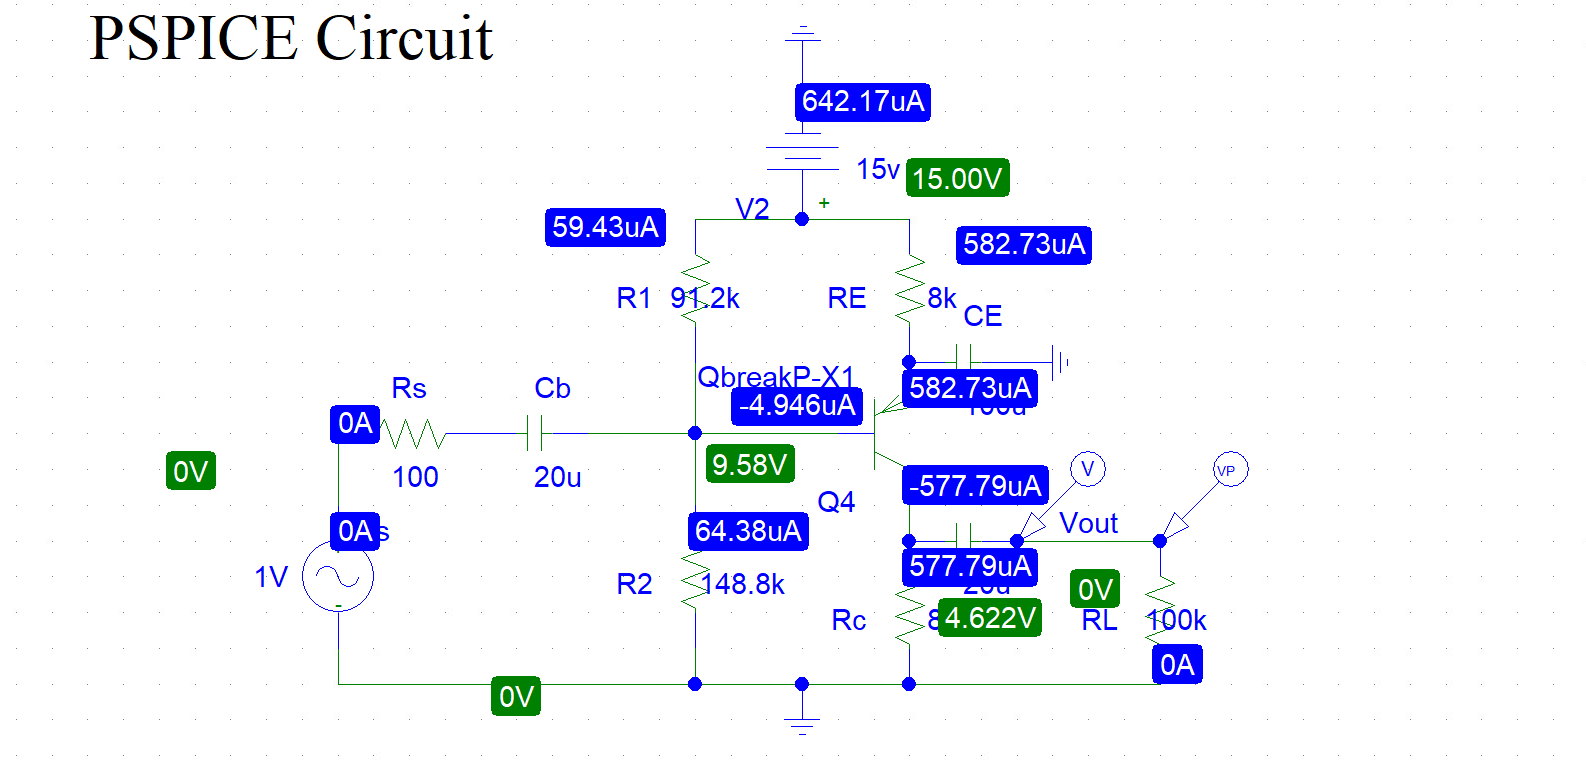 PSPICE Circuit
642.17uA
15v
15.00V
V2
+
59.43uA
582.73uA
R1
91.2k
RE
8k
CE
QbreakP-X1
582.73uA
-4.946uA
Rs
Cb
0A
9.58V
0V
100
20u
-577.79uA
V
VP
Q4
0A
64.38uA
Vout
577.79uA
1V
R2
148.8k
0V
Rc
4.622V
RL
100k
0A
0V